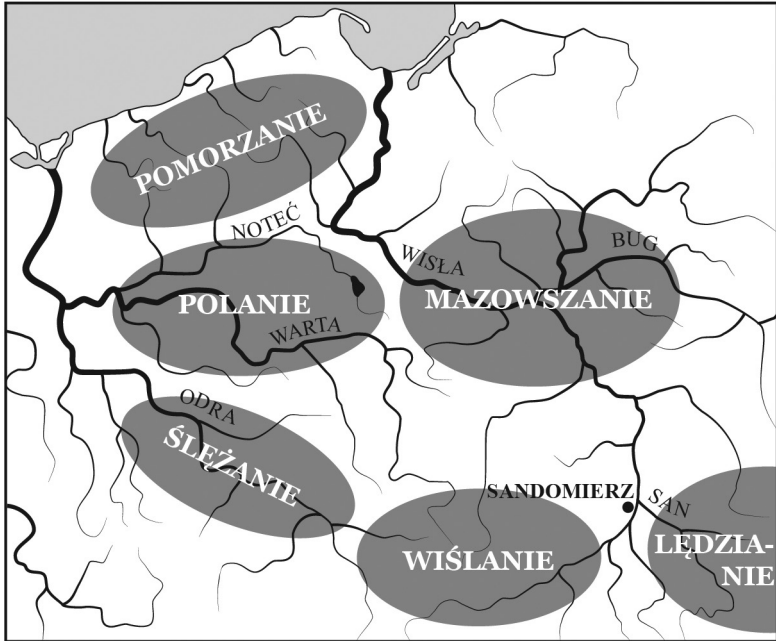 POMORZANIE
NOTEĆ
WISŁA
BUG
POLANIE
MAZOWSZANIE
WARTA
ODRA
ŚLĘŻANIE
SANDOMIERZ
SAN
WIŚLANIE
LĘDZIA-
NIE